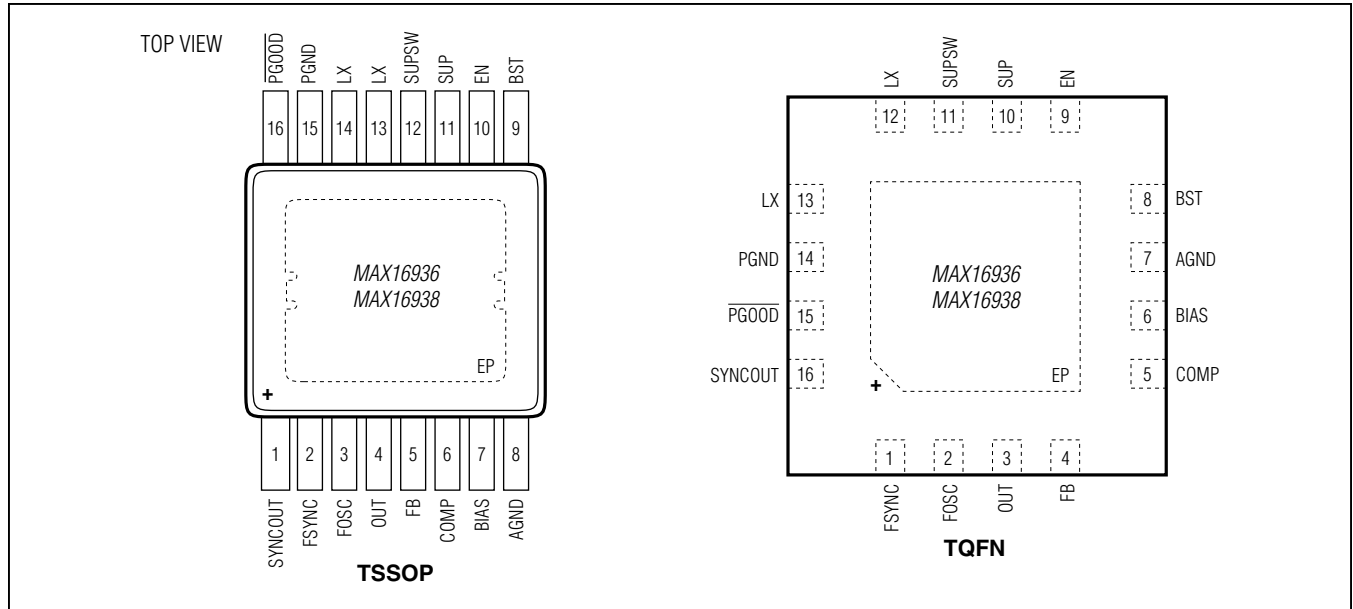 TOP VIEW
PGOOD PGND LX LX SUPSW SUP EN BST
16 15 14 13 12 11 10 9
MAX16936
MAX16938
EP
+
1 2 3 4 5 6 7 8
SYNCOUT FSYNC FOSC OUT FB COMP BIAS AGND
TSSOP
LX SUPSW SUP EN
12 11 10 9
LX 13
PGND 14
PGOOD 15
SYNCOUT 16
8 BST
7 AGND
6 BIAS
5 COMP
MAX16936
MAX16938
EP
+
1 2 3 4
FSYNC FOSC OUT FB
TQFN